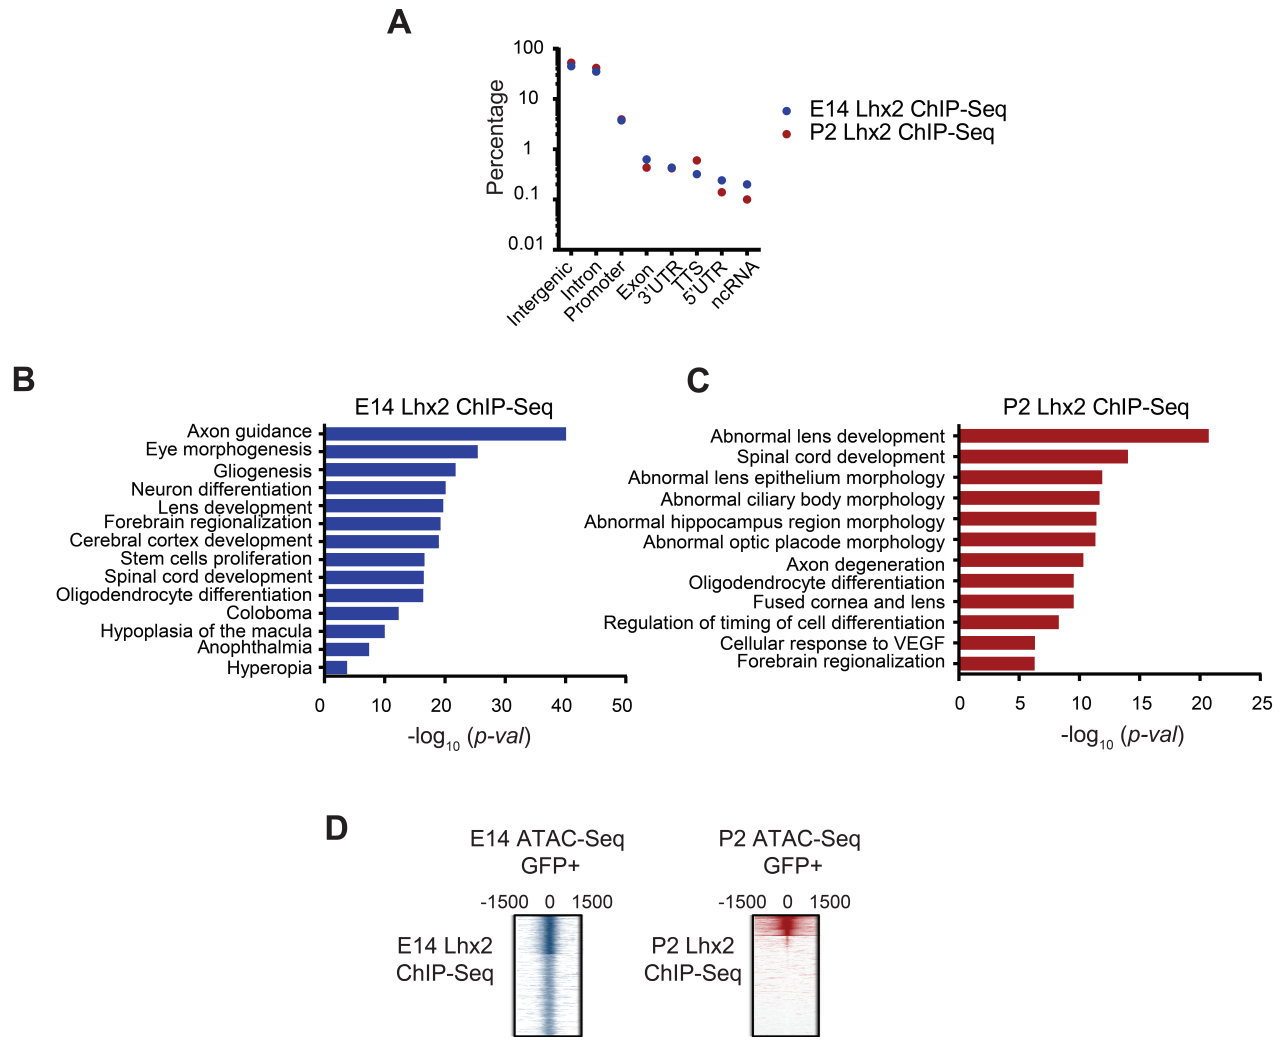 A
100
10
1
0.1
0.01
Percentage
Intergenic
Intron
Promoter
Exon
3'UTR
TTS
5'UTR
ncRNA
E14 Lhx2 ChIP-Seq
P2 Lhx2 ChIP-Seq
B
E14 Lhx2 ChIP-Seq
Axon guidance
Eye morphogenesis
Gliogenesis
Neuron differentiation
Lens development
Forebrain regionalization
Cerebral cortex development
Stem cells proliferation
Spinal cord development
Oligodendrocyte differentiation
Coloboma
Hypoplasia of the macula
Anophthalmia
Hyperopia
0 10 20 30 40 50
-log10 (p-val)
C
P2 Lhx2 ChIP-Seq
Abnormal lens development
Spinal cord development
Abnormal lens epithelium morphology
Abnormal ciliary body morphology
Abnormal hippocampus region morphology
Abnormal optic placode morphology
Axon degeneration
Oligodendrocyte differentiation
Fused cornea and lens
Regulation of timing of cell differentiation
Cellular response to VEGF
Forebrain regionalization
0 5 10 15 20 25
-log10 (p-val)
D
E14 ATAC-Seq
GFP+
-1500 0 1500
E14 Lhx2
ChIP-Seq
P2 ATAC-Seq
GFP+
-1500 0 1500
P2 Lhx2
ChIP-Seq